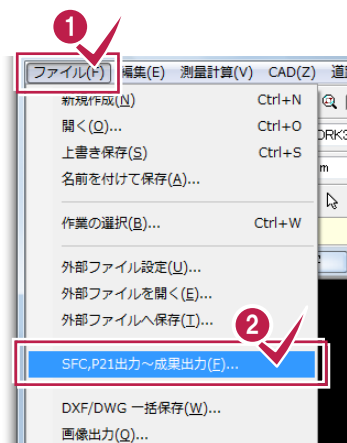 1
ファイル(F) 編集(E) 測量計算(V) CAD(Z) 道
新規作成(N) Ctrl+N
開く(O)... Ctrl+O
ORK3
上書き保存(S) Ctrl+S
m
名前を付けて保存(A)...
作業の選択(B)... Ctrl+W
外部ファイル設定(U)...
外部ファイルを開く(E)...
外部ファイルへ保存(I)...
2
SFC,P21出力～成果出力(F)...
DXF/DWG 一括保存(W)...
画像出力(Q)...